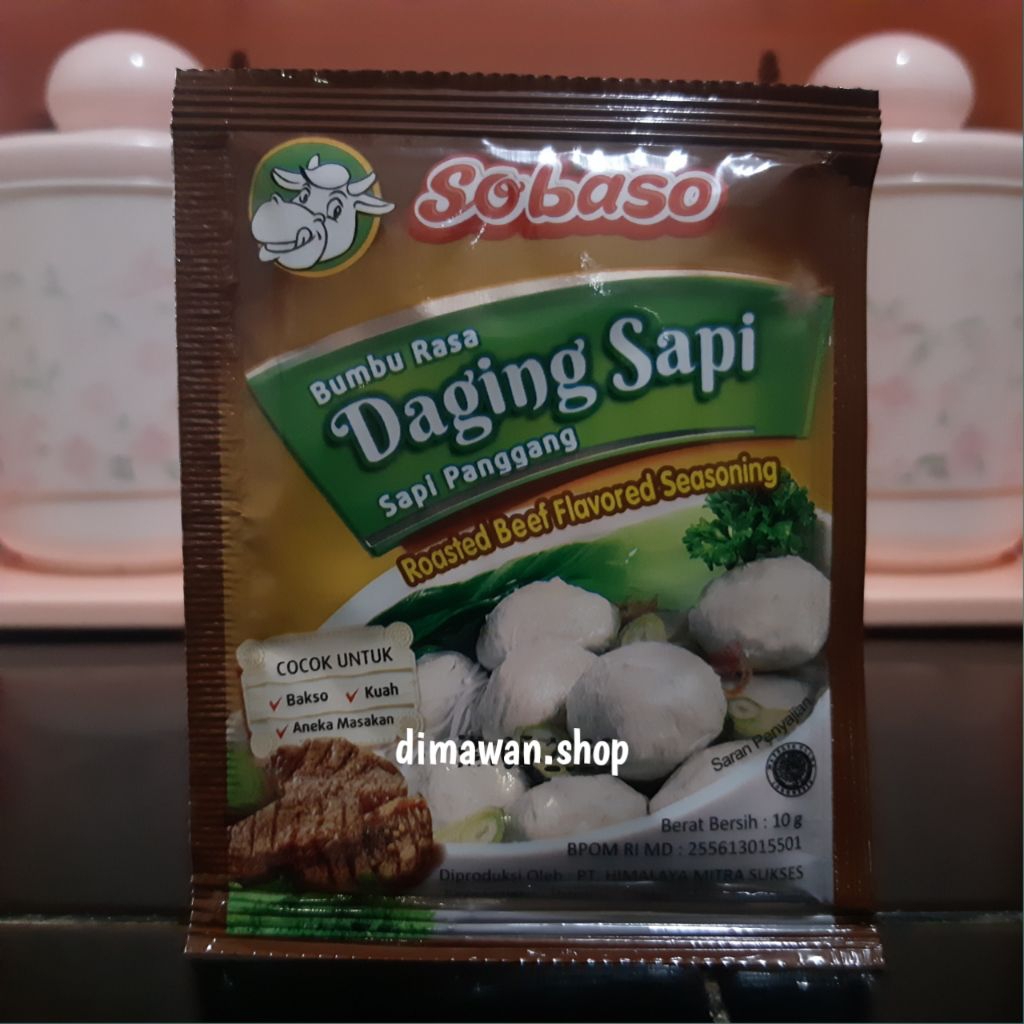 Sobaso
Bumbu Rasa
Daging Sapi
Sapi Panggang
Roasted Beef Flavored Seasoning
COCOK UNTUK
Bakso Kuah
Aneka Masakan
dimawan.shop
Saran Penyajian
Berat Bersih : 10 g
BPOM RI MD : 255613015501
Diproduksi Oleh : PT. HIMALAYA MITRA SUKSES